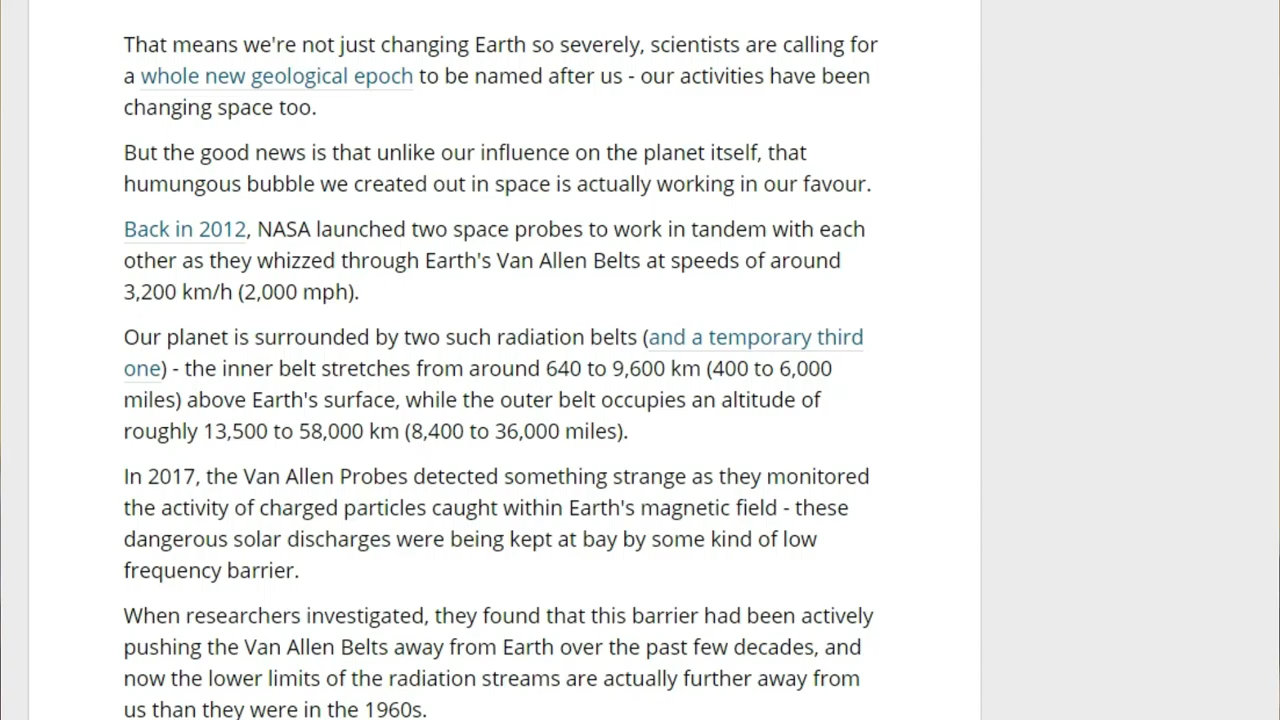 That means we're not just changing Earth so severely, scientists are calling for
a whole new geological epoch to be named after us - our activities have been
changing space too.
But the good news is that unlike our influence on the planet itself, that
humungous bubble we created out in space is actually working in our favour.
Back in 2012, NASA launched two space probes to work in tandem with each
other as they whizzed through Earth's Van Allen Belts at speeds of around
3,200 km/h (2,000 mph).
Our planet is surrounded by two such radiation belts (and a temporary third
one) - the inner belt stretches from around 640 to 9,600 km (400 to 6,000
miles) above Earth's surface, while the outer belt occupies an altitude of
roughly 13,500 to 58,000 km (8,400 to 36,000 miles).
In 2017, the Van Allen Probes detected something strange as they monitored
the activity of charged particles caught within Earth's magnetic field - these
dangerous solar discharges were being kept at bay by some kind of low
frequency barrier.
When researchers investigated, they found that this barrier had been actively
pushing the Van Allen Belts away from Earth over the past few decades, and
now the lower limits of the radiation streams are actually further away from
us than they were in the 1960s.